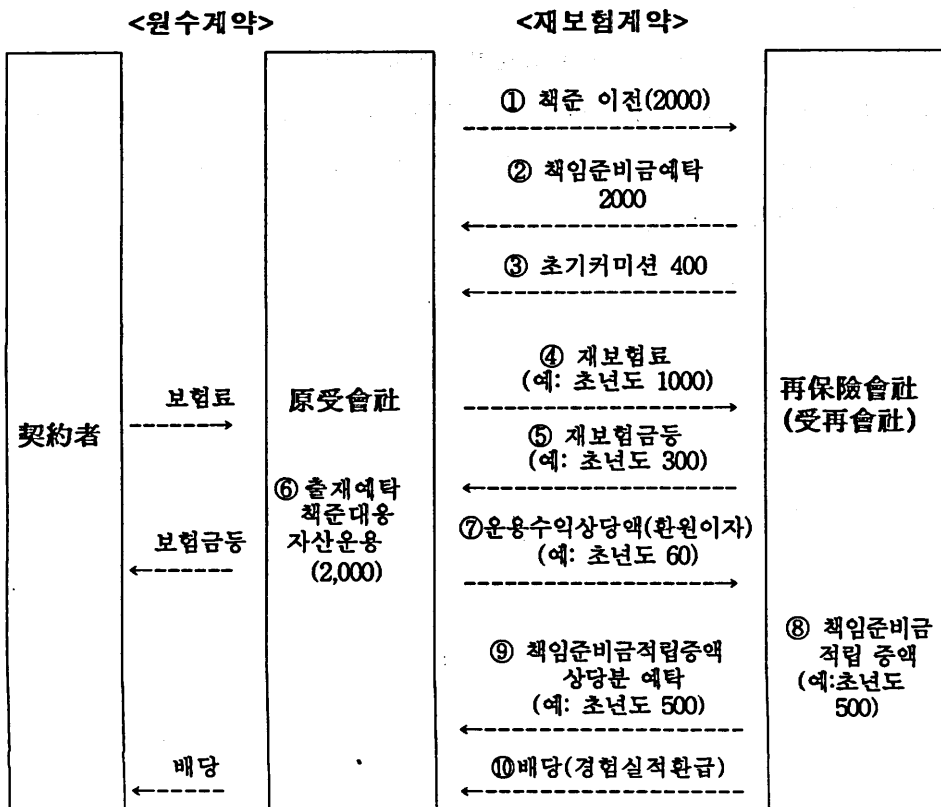 <원수계약>
<재보험계약>
① 책준 이전(2000)
② 책임준비금예탁
2000
③ 초기커미션 400
④ 재보험료
(예: 초년도 1000)
보험료
原受會社
再保險會社
(受再會社)
契約者
⑤ 재보험금등
(예: 초년도 300)
⑥ 출재예탁
책준대응
자산운용
(2,000)
보험금등
⑦운용수익상당액(환원이자)
(예: 초년도 60)
⑧ 책임준비금
적립 증액
(예:초년도
500)
⑨ 책임준비금적립증액
상당분 예탁
(예: 초년도 500)
배당
⑩배당(경험실적환급)